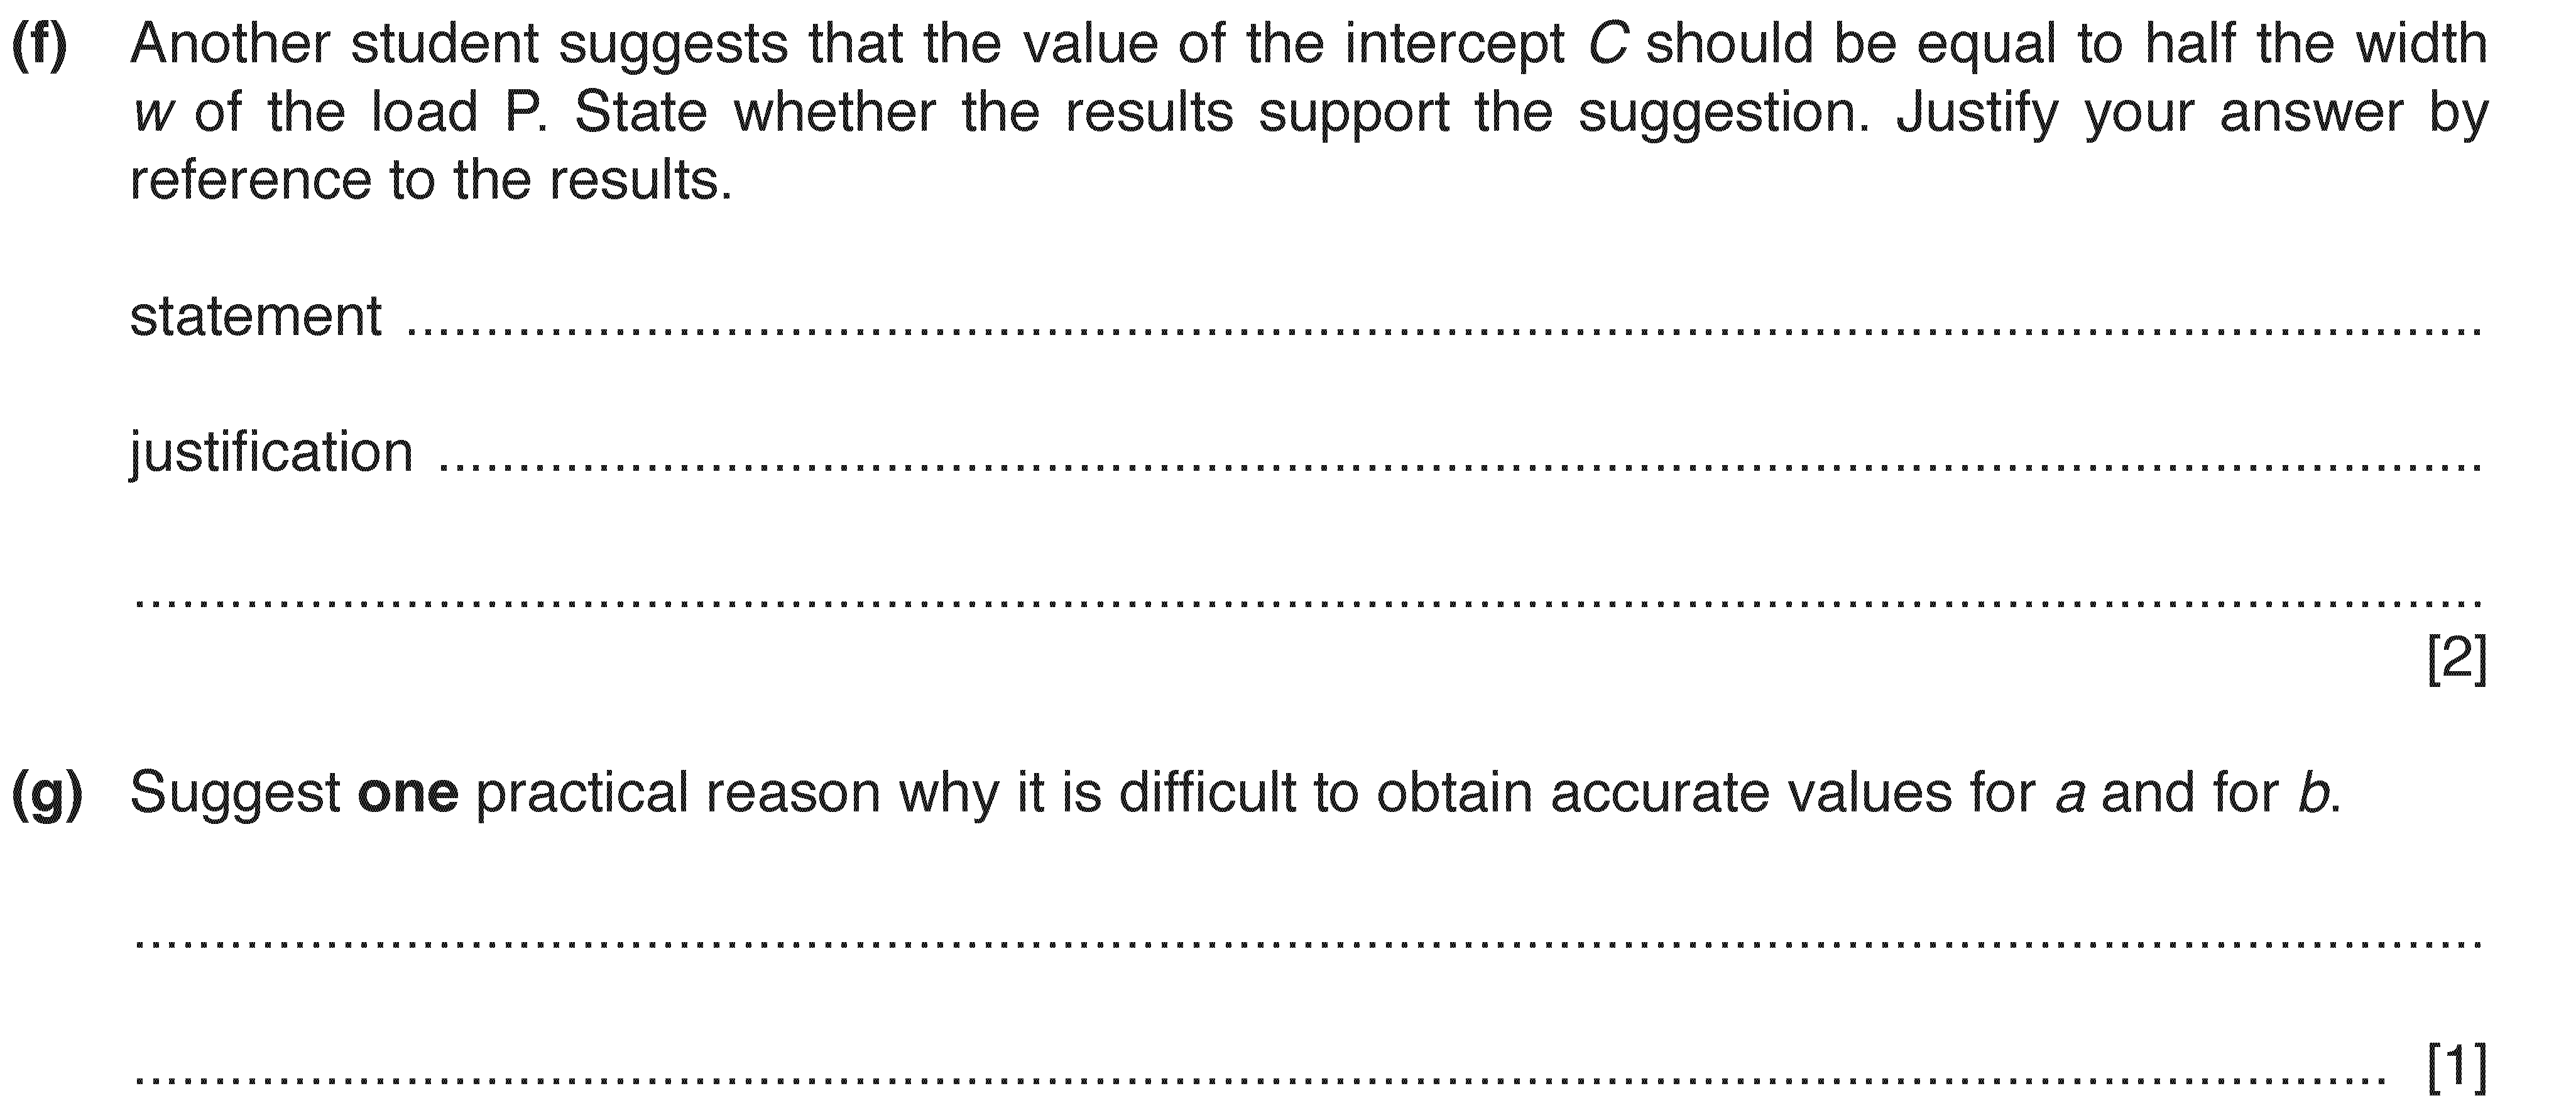 (f) Another student suggests that the value of the intercept C should be equal to half the width
w of the load P. State whether the results support the suggestion. Justify your answer by
reference to the results.
statement ................................................................
justification ................................................................
................................................................
[2]
(g) Suggest one practical reason why it is difficult to obtain accurate values for a and for b.
................................................................
................................................................ [1]